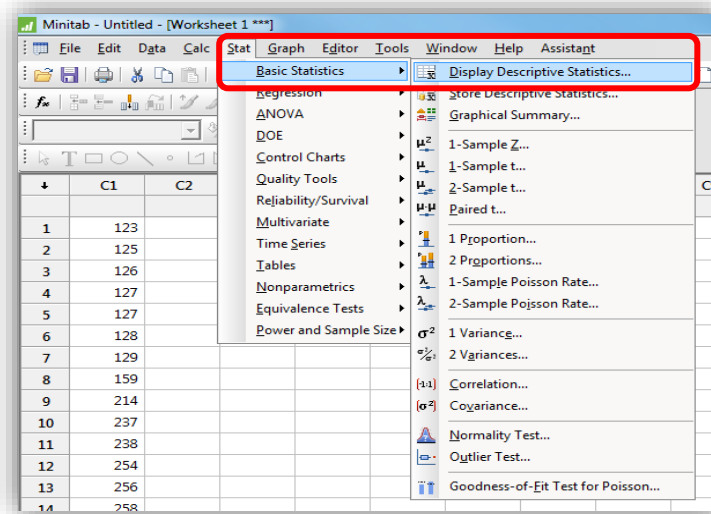 Minitab - Untitled - [Worksheet 1 ***]
File Edit Data Calc Stat Graph Editor Tools Window Help Assistant
Basic Statistics
Regression
ANOVA
DOE
Control Charts
Quality Tools
Reliability/Survival
Multivariate
Time Series
Tables
Nonparametrics
Equivalence Tests
Power and Sample Size
Display Descriptive Statistics...
Store Descriptive Statistics...
Graphical Summary...
µ² 1-Sample Z...
µ 1-Sample t...
µ 2-Sample t...
µ-µ Paired t...
1 Proportion...
2 Proportions...
λ 1-Sample Poisson Rate...
λ 2-Sample Poisson Rate...
σ² 1 Variance...
2 Variances...
Correlation...
(σ²) Covariance...
Normality Test...
Outlier Test...
Goodness-of-Fit Test for Poisson...
C1 C2 C
1 123
2 125
3 126
4 127
5 127
6 128
7 129
8 159
9 214
10 237
11 238
12 254
13 256
14 258